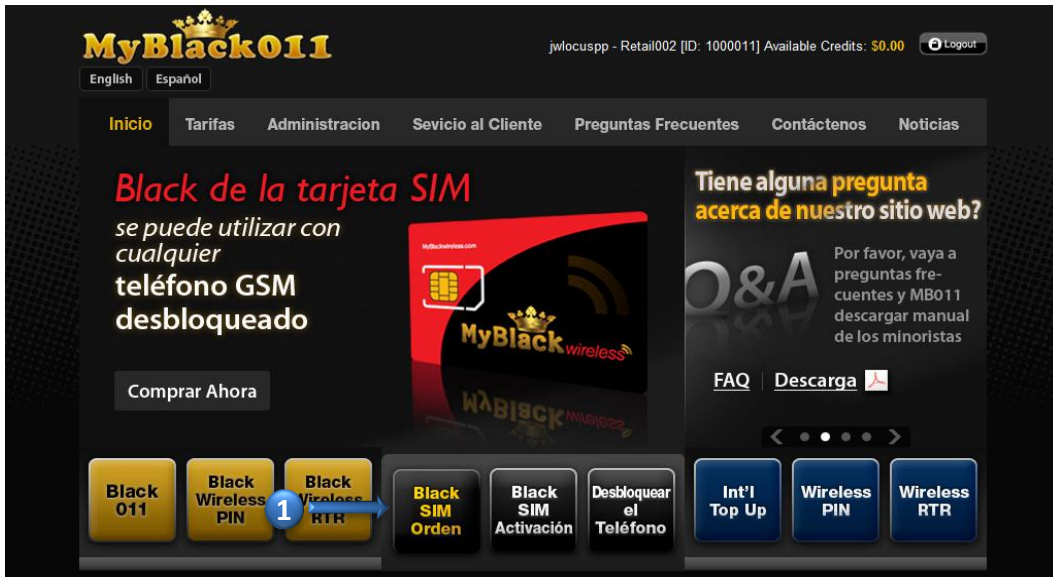 MyBlack011
jwlocuspp - Retail002 [ID: 1000011] Available Credits: $0.00 Logout
English Español
Inicio Tarifas Administracion Sevicio al Cliente Preguntas Frecuentes Contáctenos Noticias
Black de la tarjeta SIM
se puede utilizar con
cualquier
teléfono GSM
desbloqueado
Comprar Ahora
MyBlackwireless.com
MyBlack wireless
Tiene alguna pregunta
acerca de nuestro sitio web?
Q&A
Por favor, vaya a
preguntas fre-
cuentes y MB011
descargar manual
de los minoristas
FAQ Descarga
Black
011
Black
Wireless
PIN
Black
Wireless
RTR
1
Black
SIM
Orden
Black
SIM
Activación
Desbloquear
el
Teléfono
Int'l
Top Up
Wireless
PIN
Wireless
RTR